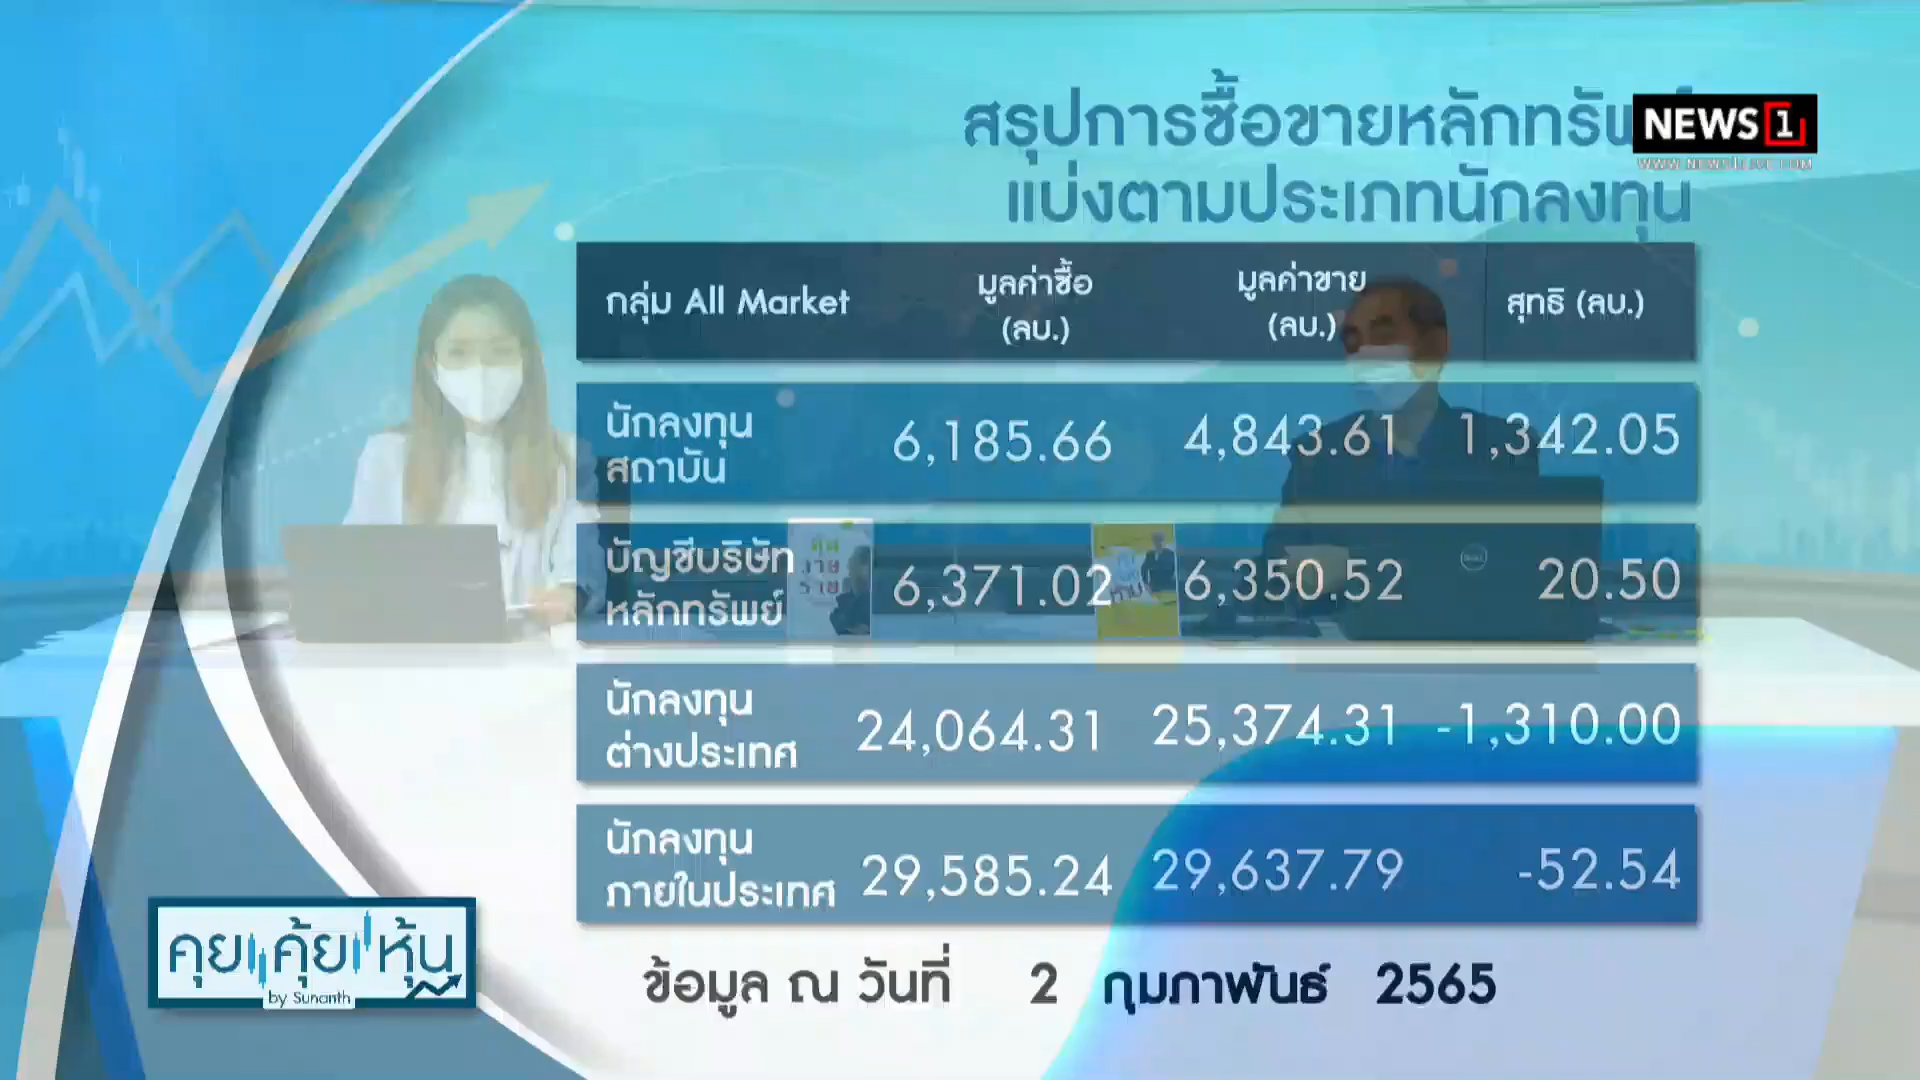 สรุปการซื้อขายหลักทรัพย์
NEWS 1
แบ่งตามประเภทนักลงทุน
กลุ่ม All Market มูลค่าซื้อ (ลบ.) มูลค่าขาย (ลบ.) สุทธิ (ลบ.)
นักลงทุน
สถาบัน
6,185.66 4,843.61 1,342.05
บัญชีบริษัท
หลักทรัพย์
6,371.02 6,350.52 20.50
นักลงทุน
ต่างประเทศ
24,064.31 25,374.31 -1,310.00
นักลงทุน
ภายในประเทศ
29,585.24 29,637.79 -52.54
คุย คุ้ย หุ้น
by Sunanth
ข้อมูล ณ วันที่ 2 กุมภาพันธ์ 2565